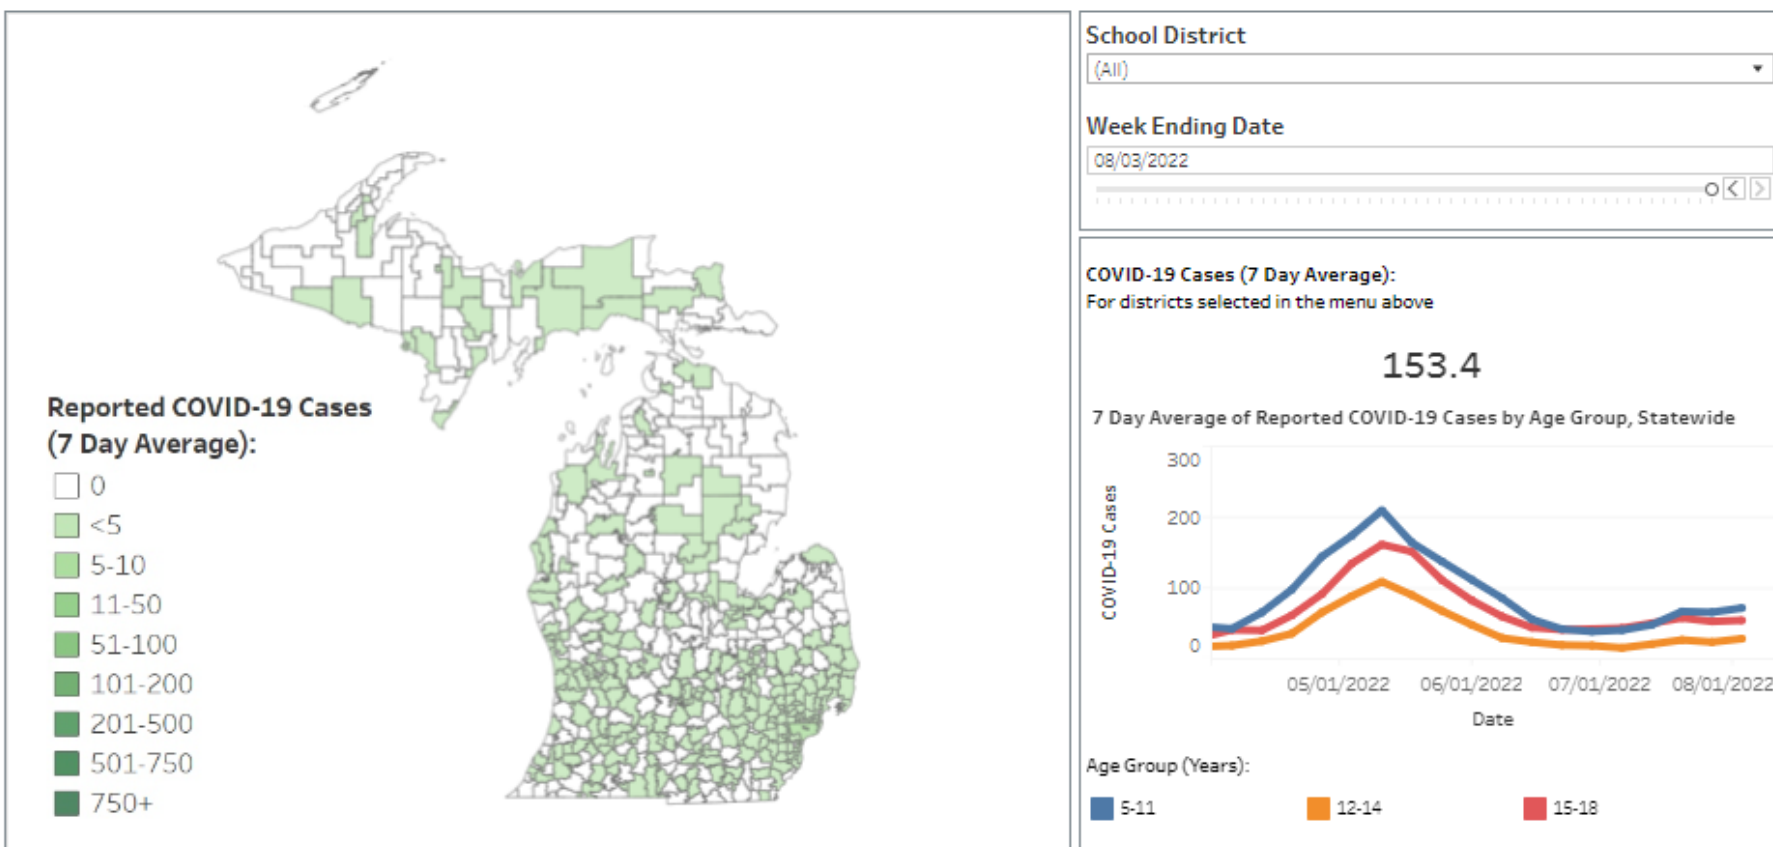 School District
(All)
Week Ending Date
08/03/2022
COVID-19 Cases (7 Day Average):
For districts selected in the menu above
153.4
7 Day Average of Reported COVID-19 Cases by Age Group, Statewide
300
200
100
0
COVID-19 Cases
05/01/2022 06/01/2022 07/01/2022 08/01/2022
Date
Age Group (Years):
5-11 12-14 15-18
Reported COVID-19 Cases
(7 Day Average):
0
<5
5-10
11-50
51-100
101-200
201-500
501-750
750+